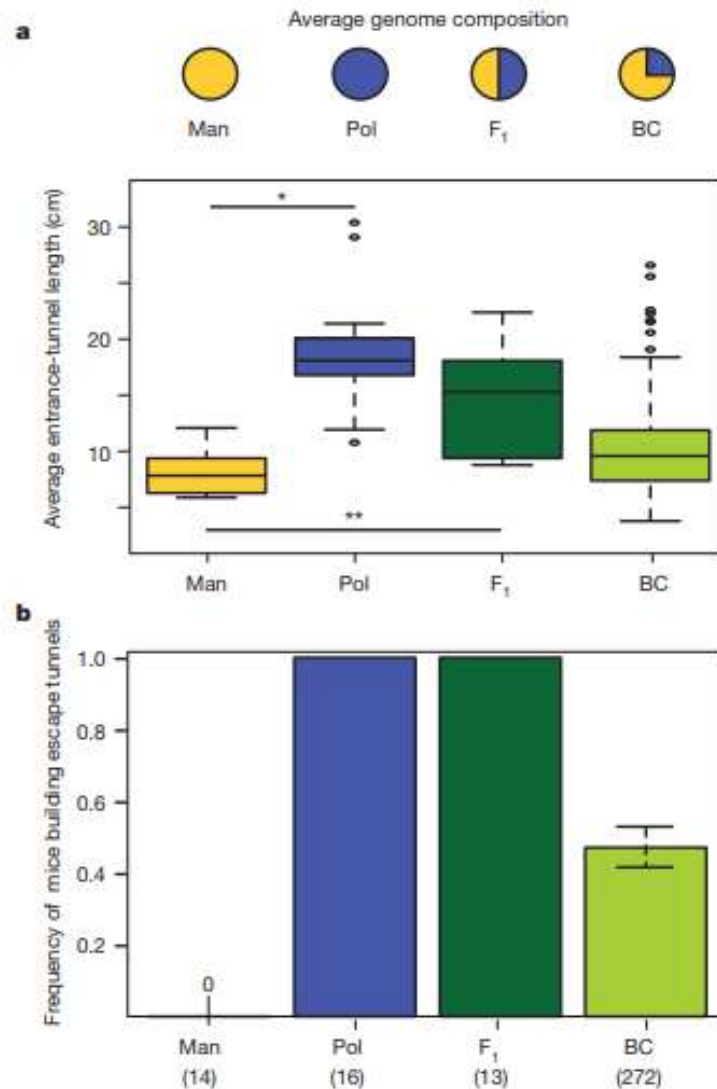 a
Average genome composition
Man Pol F₁ BC
Average entrance-tunnel length (cm)
30
20
10
*
**
Man Pol F₁ BC
b
Frequency of mice building escape tunnels
1.0
0.8
0.6
0.4
0.2
0
Man Pol F₁ BC
(14) (16) (13) (272)